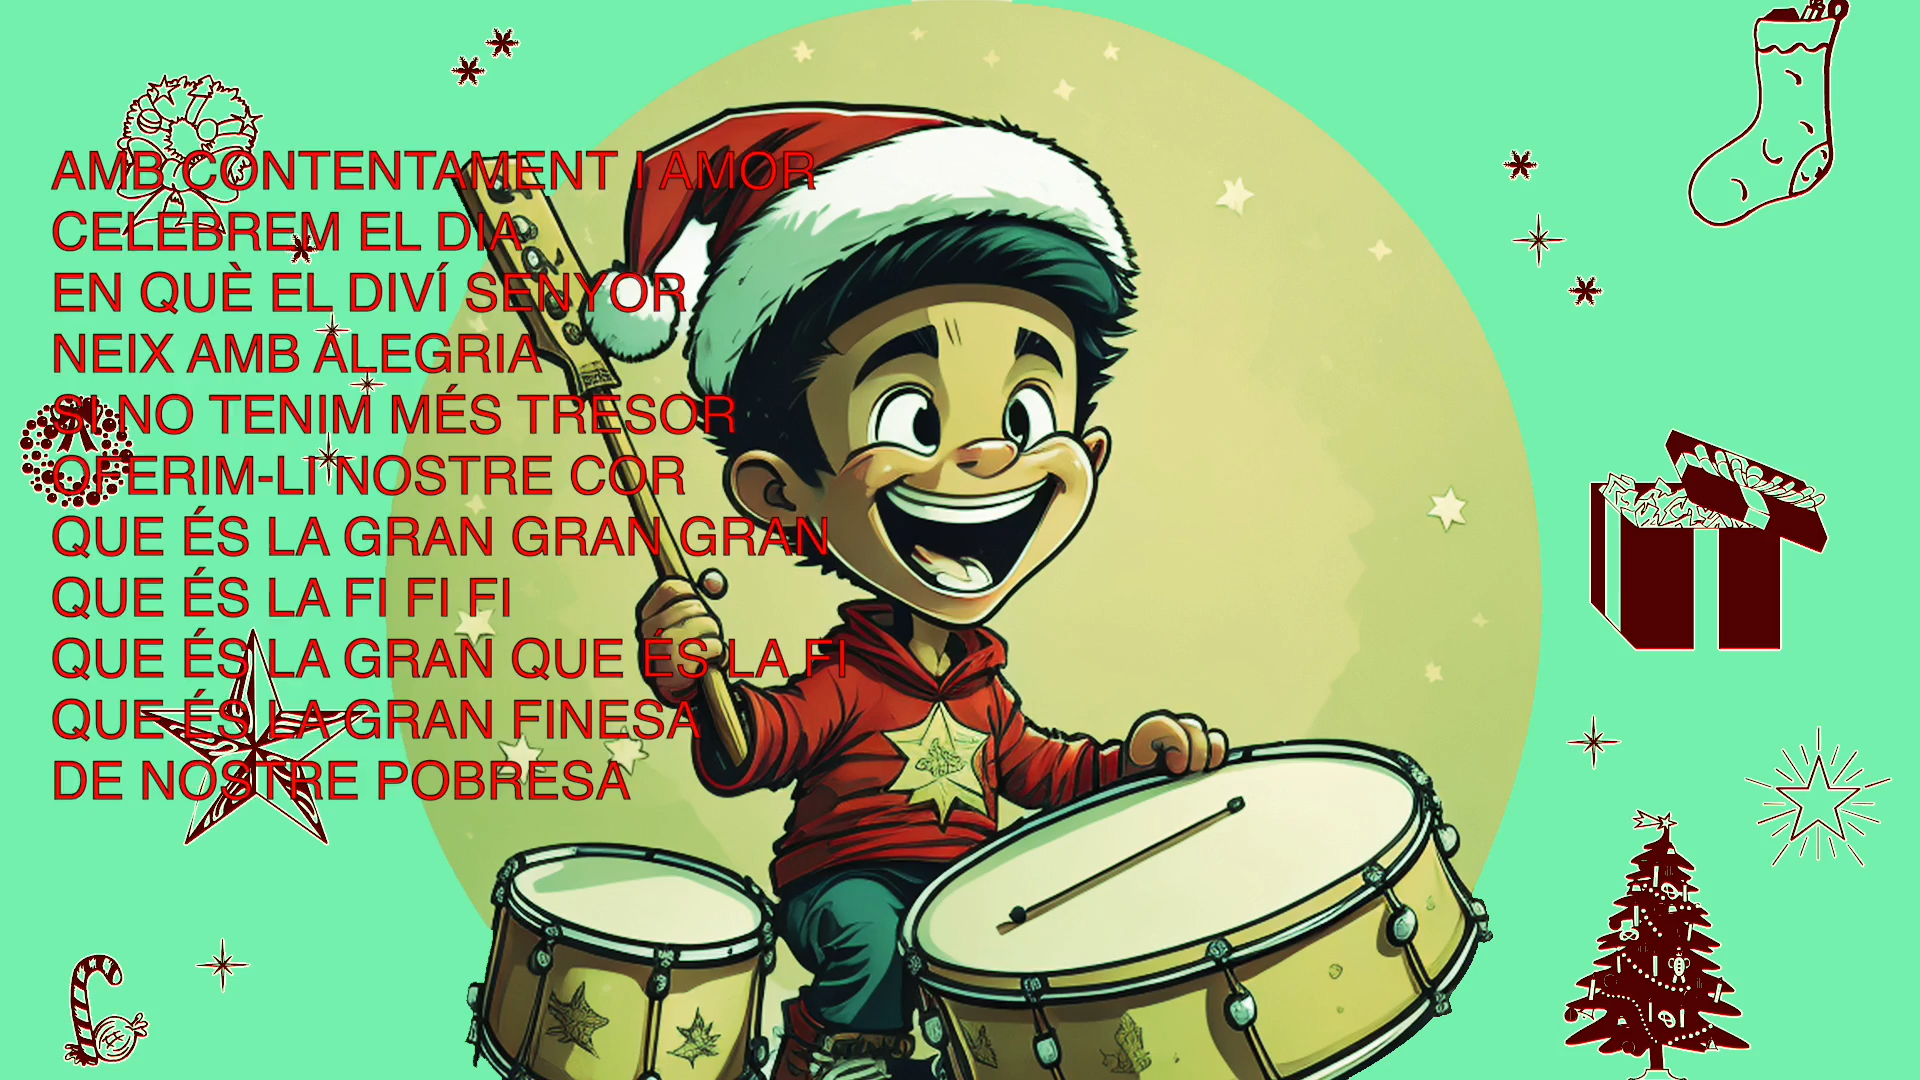 AMB CONTENTAMENT I AMOR
CELEBREM EL DIA
EN QUÈ EL DIVÍ SENYOR
NEIX AMB ALEGRIA
SI NO TENIM MÉS TRESOR
OFERIM-LI NOSTRE COR
QUE ÉS LA GRAN GRAN GRAN
QUE ÉS LA FI FI FI
QUE ÉS LA GRAN QUE ÉS LA FI
QUE ÉS LA GRAN FINESA
DE NOSTRE POBRESA